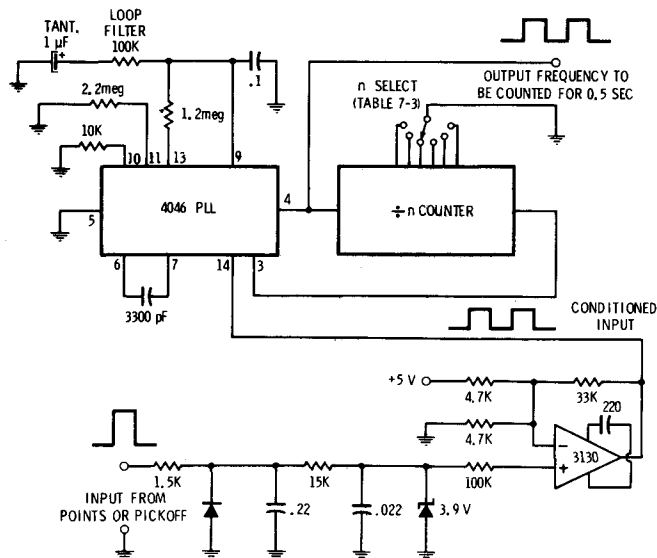 TANT.
1 µF
+
LOOP
FILTER
100K
.1
2.2meg
1.2meg
10K
10
11
13
9
4046 PLL
5
4
6
7
14
3
3300 pF
n SELECT
(TABLE 7-3)
÷n COUNTER
OUTPUT FREQUENCY TO
BE COUNTED FOR 0.5 SEC
CONDITIONED
INPUT
+5 V
4.7K
33K
4.7K
220
−
3130
+
100K
1.5K
15K
.22
.022
3.9 V
INPUT FROM
POINTS OR PICKOFF